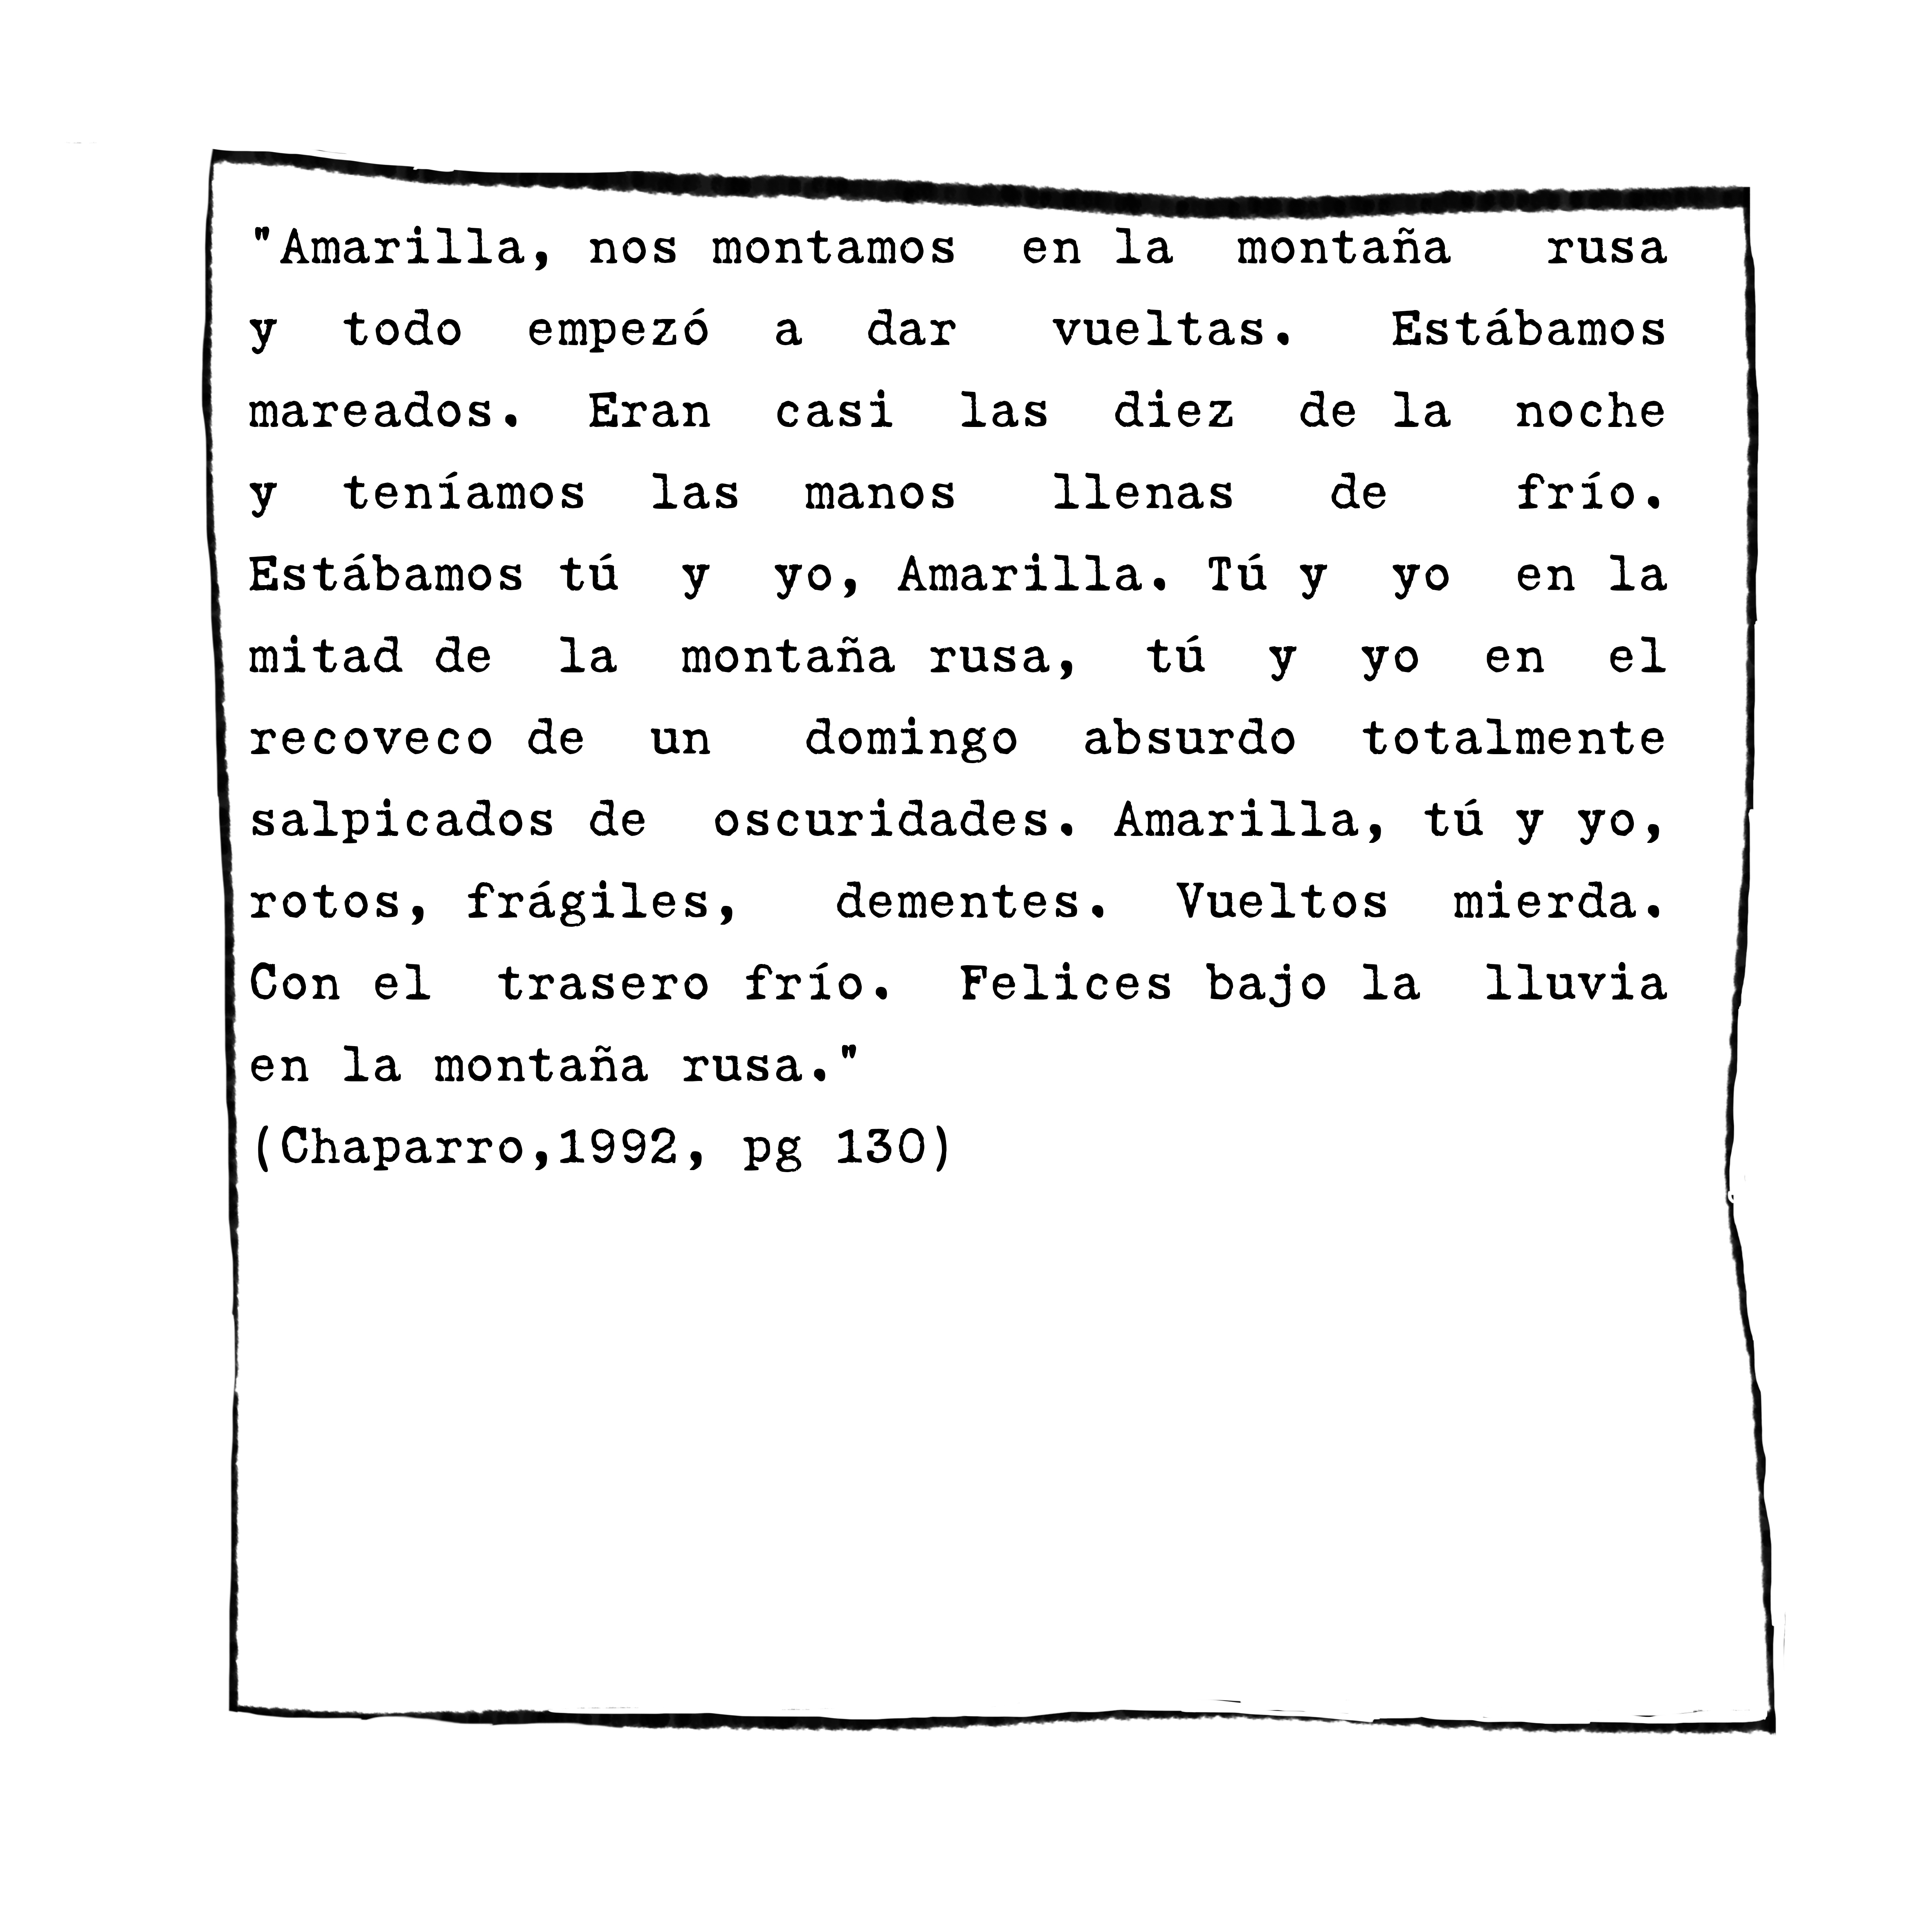 "Amarilla, nos montamos en la montaña rusa
y todo empezó a dar vueltas. Estábamos
mareados. Eran casi las diez de la noche
y teníamos las manos llenas de frío.
Estábamos tú y yo, Amarilla. Tú y yo en la
mitad de la montaña rusa, tú y yo en el
recoveco de un domingo absurdo totalmente
salpicados de oscuridades. Amarilla, tú y yo,
rotos, frágiles, dementes. Vueltos mierda.
Con el trasero frío. Felices bajo la lluvia
en la montaña rusa."
(Chaparro,1992, pg 130)